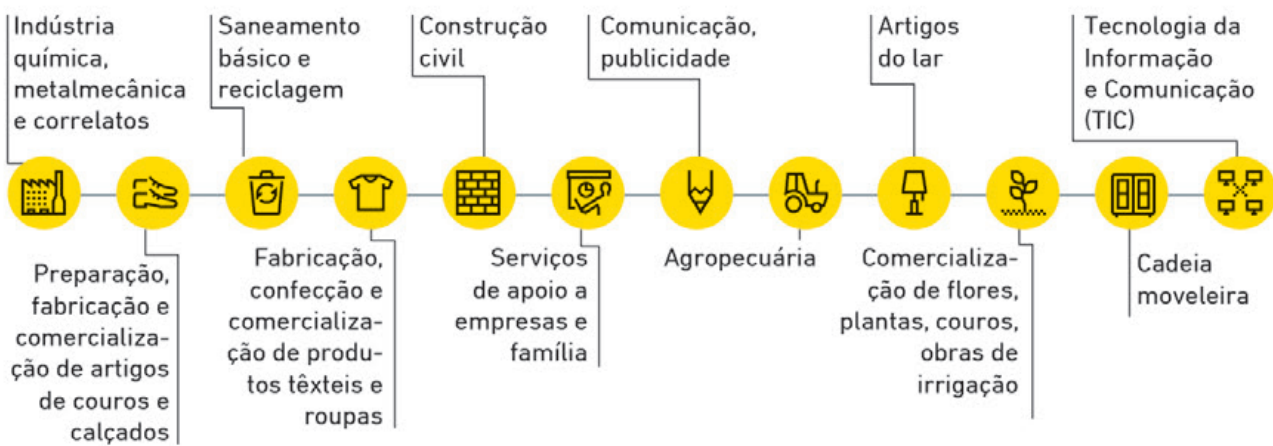 Indústria
química,
metalmecânica
e correlatos
Saneamento
básico e
reciclagem
Construção
civil
Comunicação,
publicidade
Artigos
do lar
Tecnologia da
Informação
e Comunicação
(TIC)
Preparação,
fabricação e
comercializa-
ção de artigos
de couros e
calçados
Fabricação,
confecção e
comercializa-
ção de produ-
tos têxteis e
roupas
Serviços
de apoio a
empresas e
família
Agropecuária
Comercializa-
ção de flores,
plantas, couros,
obras de
irrigação
Cadeia
moveleira